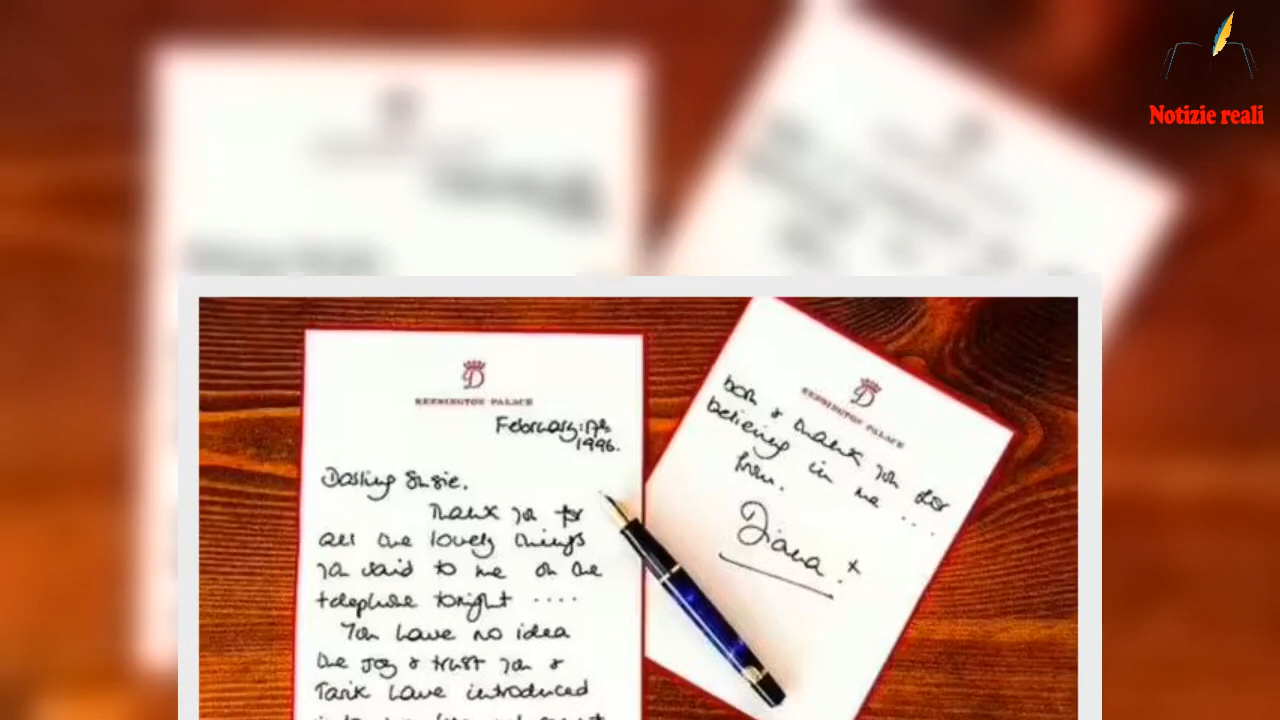 Notizie reali
D
KENSINGTON PALACE
February: 17th
1996.
Darling Susie,
Thank you for
all the lovely things
you said to me on the
telephone tonight ....
You have no idea
the joy & trust you &
Tarik have introduced
D
KENSINGTON PALACE
both & thank you for
believing in me ...
from.
Diana. x